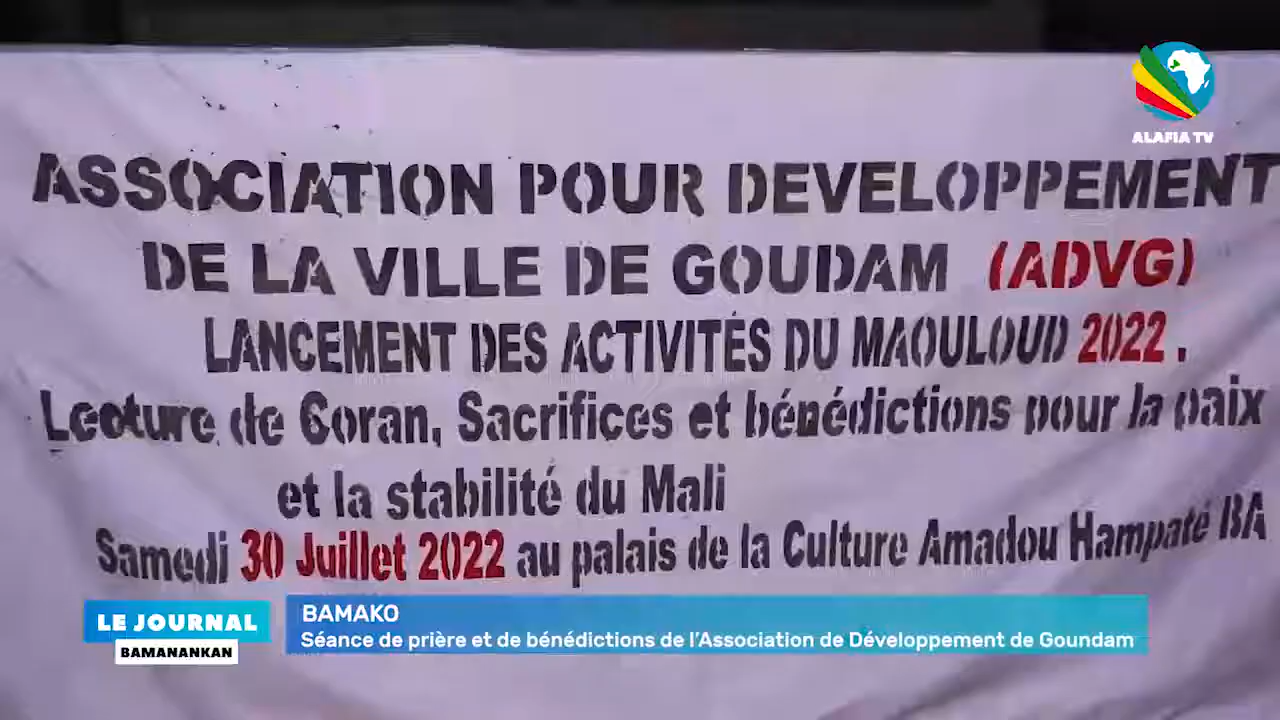 ALAFIA TV
ASSOCIATION POUR DEVELOPPEMENT
DE LA VILLE DE GOUDAM (ADVG)
LANCEMENT DES ACTIVITÉS DU MAOULOUD 2022 .
Lecture de Coran, Sacrifices et bénédictions pour la paix
et la stabilité du Mali
Samedi 30 Juillet 2022 au palais de la Culture Amadou Hampaté BA
LE JOURNAL
BAMANANKAN
BAMAKO
Séance de prière et de bénédictions de l'Association de Développement de Goundam